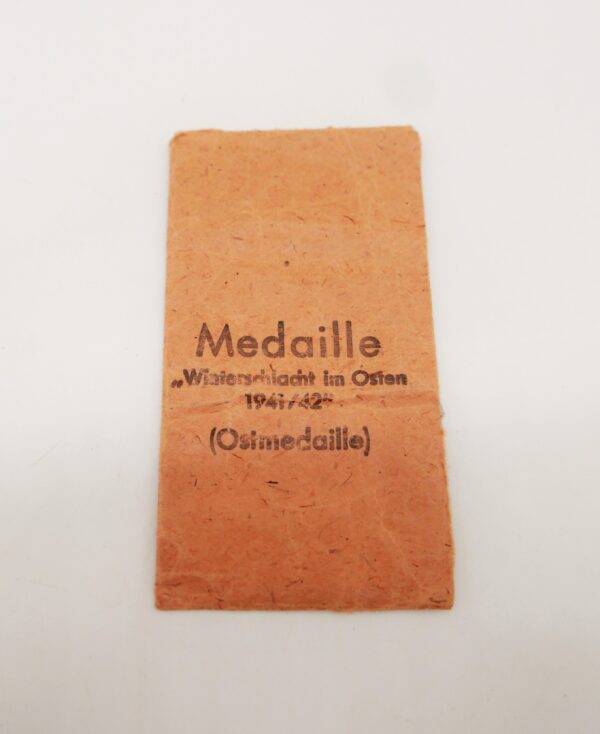 Medaille
„Winterschlacht im Osten
1941/42“
(Ostmedaille)